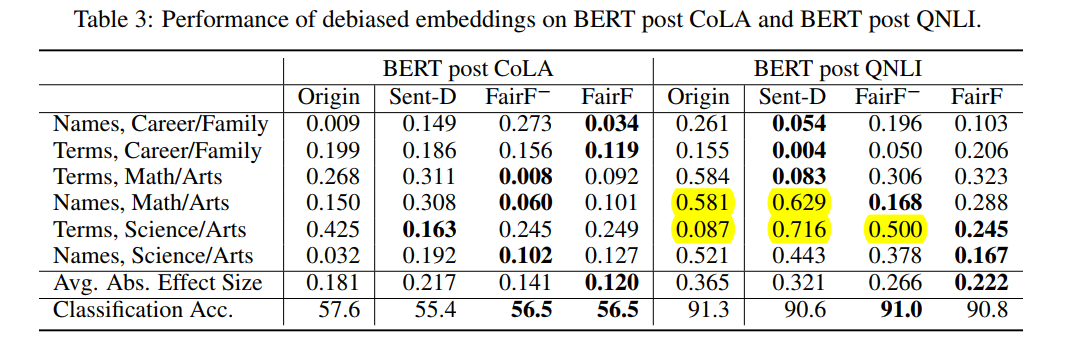 Table 3: Performance of debiased embeddings on BERT post CoLA and BERT post QNLI.
BERT post CoLA BERT post QNLI
Origin Sent-D FairF⁻ FairF Origin Sent-D FairF⁻ FairF
Names, Career/Family 0.009 0.149 0.273 0.034 0.261 0.054 0.196 0.103
Terms, Career/Family 0.199 0.186 0.156 0.119 0.155 0.004 0.050 0.206
Terms, Math/Arts 0.268 0.311 0.008 0.092 0.584 0.083 0.306 0.323
Names, Math/Arts 0.150 0.308 0.060 0.101 0.581 0.629 0.168 0.288
Terms, Science/Arts 0.425 0.163 0.245 0.249 0.087 0.716 0.500 0.245
Names, Science/Arts 0.032 0.192 0.102 0.127 0.521 0.443 0.378 0.167
Avg. Abs. Effect Size 0.181 0.217 0.141 0.120 0.365 0.321 0.266 0.222
Classification Acc. 57.6 55.4 56.5 56.5 91.3 90.6 91.0 90.8